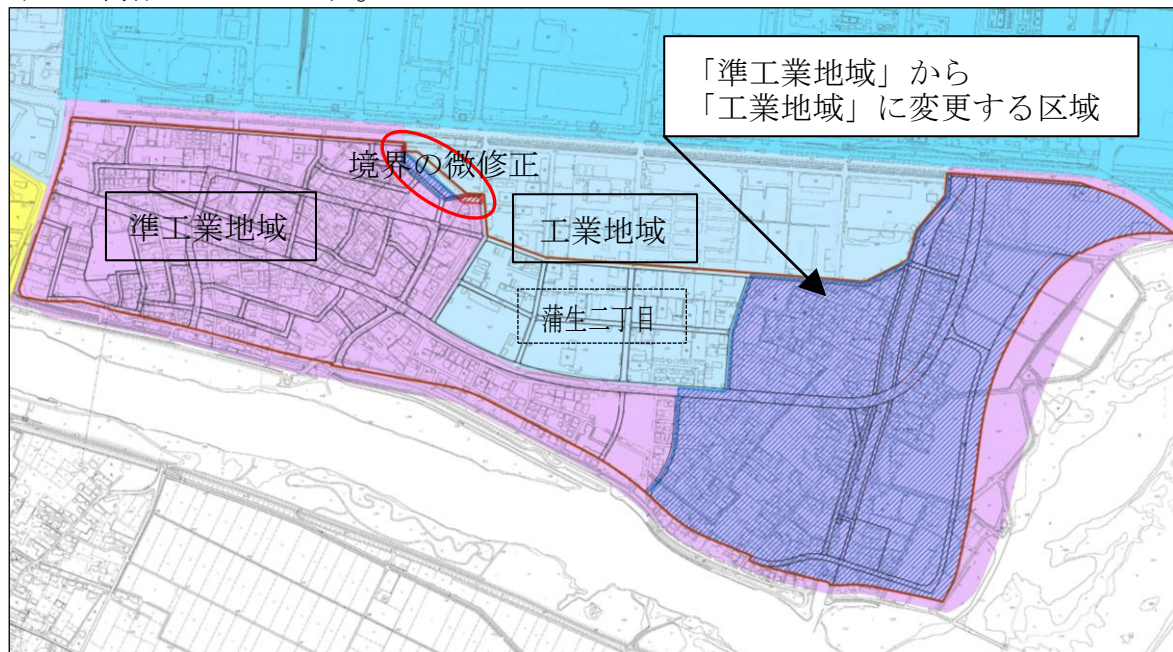 「準工業地域」から
「工業地域」に変更する区域
境界の微修正
準工業地域
工業地域
蒲生二丁目